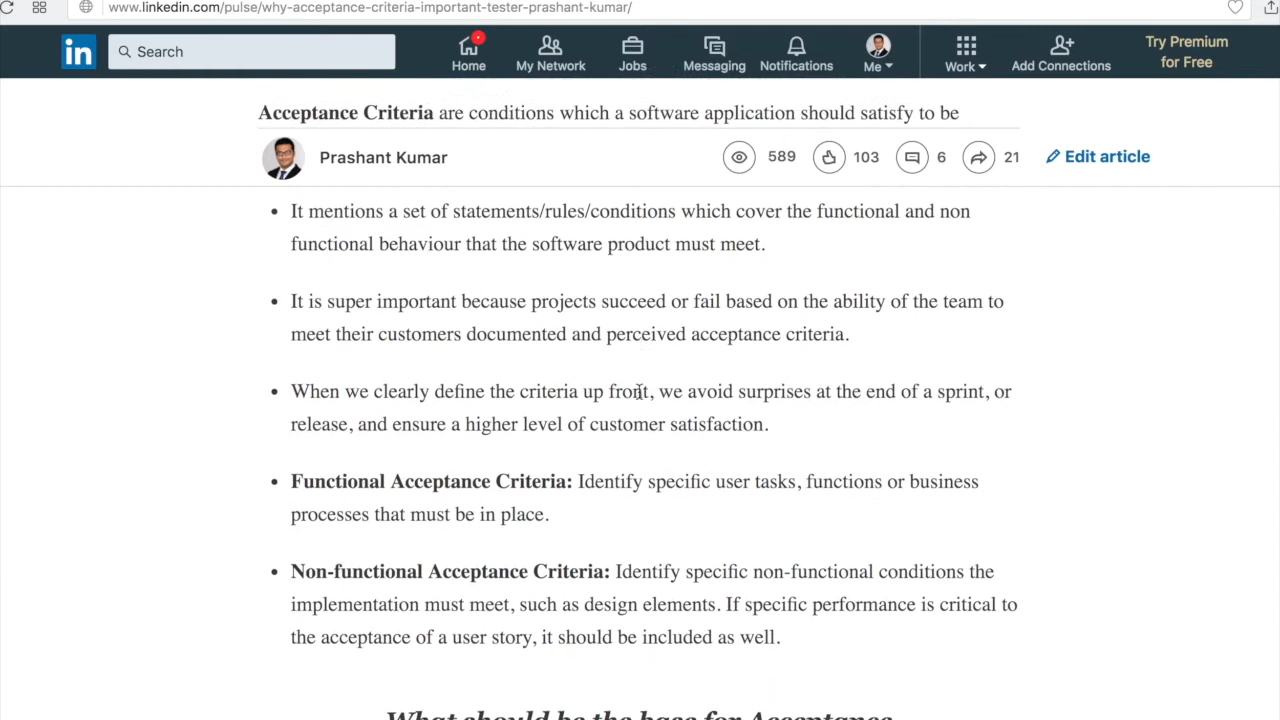 www.linkedin.com/pulse/why-acceptance-criteria-important-tester-prashant-kumar/
in
Search
Home
My Network
Jobs
Messaging
Notifications
Me
Work
Add Connections
Try Premium
for Free
Acceptance Criteria are conditions which a software application should satisfy to be
Prashant Kumar
589
103
6
21
Edit article
• It mentions a set of statements/rules/conditions which cover the functional and non
functional behaviour that the software product must meet.
• It is super important because projects succeed or fail based on the ability of the team to
meet their customers documented and perceived acceptance criteria.
• When we clearly define the criteria up front, we avoid surprises at the end of a sprint, or
release, and ensure a higher level of customer satisfaction.
• Functional Acceptance Criteria: Identify specific user tasks, functions or business
processes that must be in place.
• Non-functional Acceptance Criteria: Identify specific non-functional conditions the
implementation must meet, such as design elements. If specific performance is critical to
the acceptance of a user story, it should be included as well.
What should be the base for Acceptance